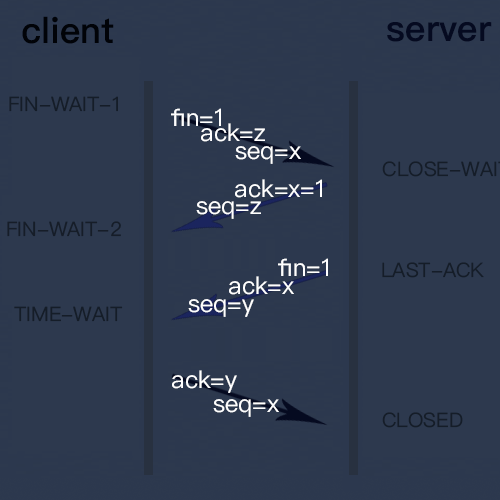 client
server
FIN-WAIT-1
fin=1
ack=z
seq=x
CLOSE-WAI
ack=x=1
seq=z
FIN-WAIT-2
fin=1
LAST-ACK
ack=x
seq=y
TIME-WAIT
ack=y
seq=x
CLOSED